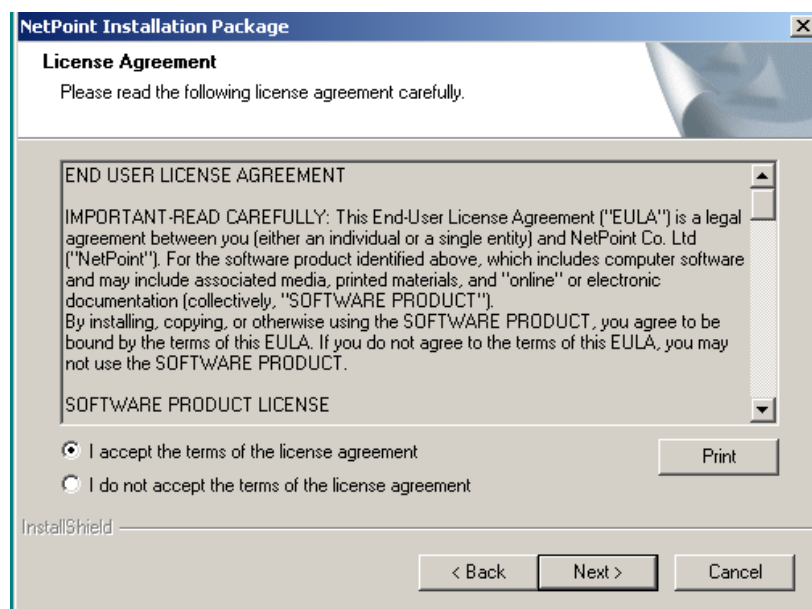 NetPoint Installation Package
License Agreement
Please read the following license agreement carefully.
END USER LICENSE AGREEMENT
IMPORTANT-READ CAREFULLY: This End-User License Agreement ("EULA") is a legal
agreement between you (either an individual or a single entity) and NetPoint Co. Ltd
("NetPoint"). For the software product identified above, which includes computer software
and may include associated media, printed materials, and "online" or electronic
documentation (collectively, "SOFTWARE PRODUCT").
By installing, copying, or otherwise using the SOFTWARE PRODUCT, you agree to be
bound by the terms of this EULA. If you do not agree to the terms of this EULA, you may
not use the SOFTWARE PRODUCT.
SOFTWARE PRODUCT LICENSE
I accept the terms of the license agreement
Print
I do not accept the terms of the license agreement
InstallShield
< Back
Next >
Cancel